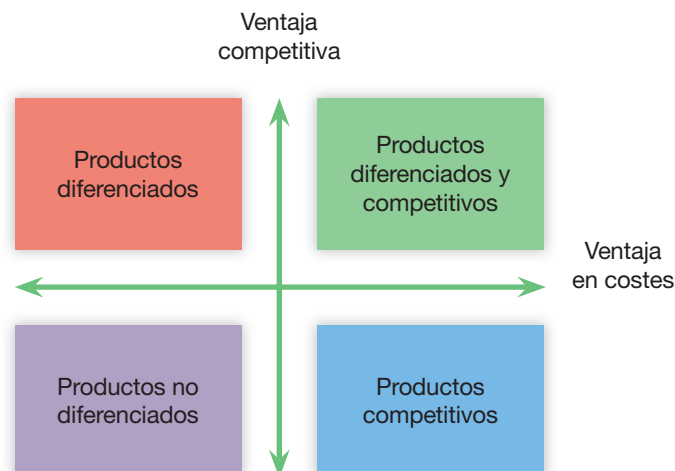 Ventaja
competitiva
Productos
diferenciados
Productos
diferenciados y
competitivos
Ventaja
en costes
Productos no
diferenciados
Productos
competitivos